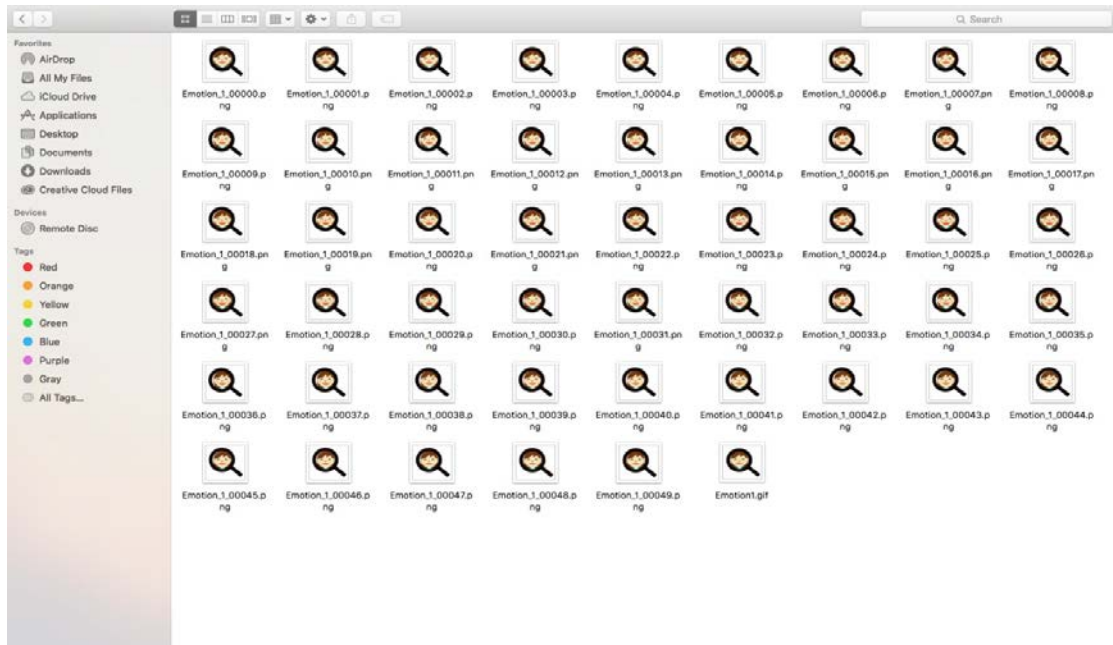 Search
Favorites
AirDrop
All My Files
iCloud Drive
Applications
Desktop
Documents
Downloads
Creative Cloud Files
Devices
Remote Disc
Tags
Red
Orange
Yellow
Green
Blue
Purple
Gray
All Tags...
Emotion_1_00000.p Emotion_1_00001.p Emotion_1_00002.p Emotion_1_00003.p Emotion_1_00004.p Emotion_1_00005.p Emotion_1_00006.p Emotion_1_00007.pn Emotion_1_00008.p
ng ng ng ng ng ng ng g ng
Emotion_1_00009.p Emotion_1_00010.pn Emotion_1_00011.pn Emotion_1_00012.pn Emotion_1_00013.pn Emotion_1_00014.p Emotion_1_00015.pn Emotion_1_00016.pn Emotion_1_00017.pn
ng g g g g ng g g g
Emotion_1_00018.pn Emotion_1_00019.pn Emotion_1_00020.p Emotion_1_00021.pn Emotion_1_00022.p Emotion_1_00023.p Emotion_1_00024.p Emotion_1_00025.p Emotion_1_00026.p
g g ng g ng ng ng ng ng
Emotion_1_00027.pn Emotion_1_00028.p Emotion_1_00029.p Emotion_1_00030.p Emotion_1_00031.pn Emotion_1_00032.p Emotion_1_00033.p Emotion_1_00034.p Emotion_1_00035.p
g ng ng ng g ng ng ng ng
Emotion_1_00036.p Emotion_1_00037.p Emotion_1_00038.p Emotion_1_00039.p Emotion_1_00040.p Emotion_1_00041.p Emotion_1_00042.p Emotion_1_00043.p Emotion_1_00044.p
ng ng ng ng ng ng ng ng ng
Emotion_1_00045.p Emotion_1_00046.p Emotion_1_00047.p Emotion_1_00048.p Emotion_1_00049.p Emotion1.gif
ng ng ng ng ng